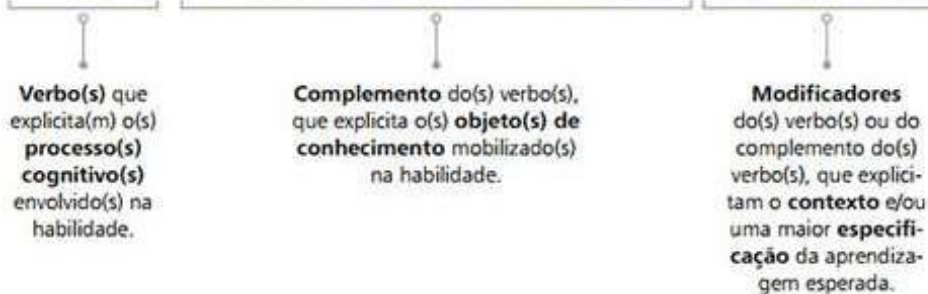 Verbo(s) que
explicita(m) o(s)
processo(s)
cognitivo(s)
envolvido(s) na
habilidade.
Complemento do(s) verbo(s),
que explicita o(s) objeto(s) de
conhecimento mobilizado(s)
na habilidade.
Modificadores
do(s) verbo(s) ou do
complemento do(s)
verbo(s), que explici-
tam o contexto e/ou
uma maior especifi-
cação da aprendiza-
gem esperada.